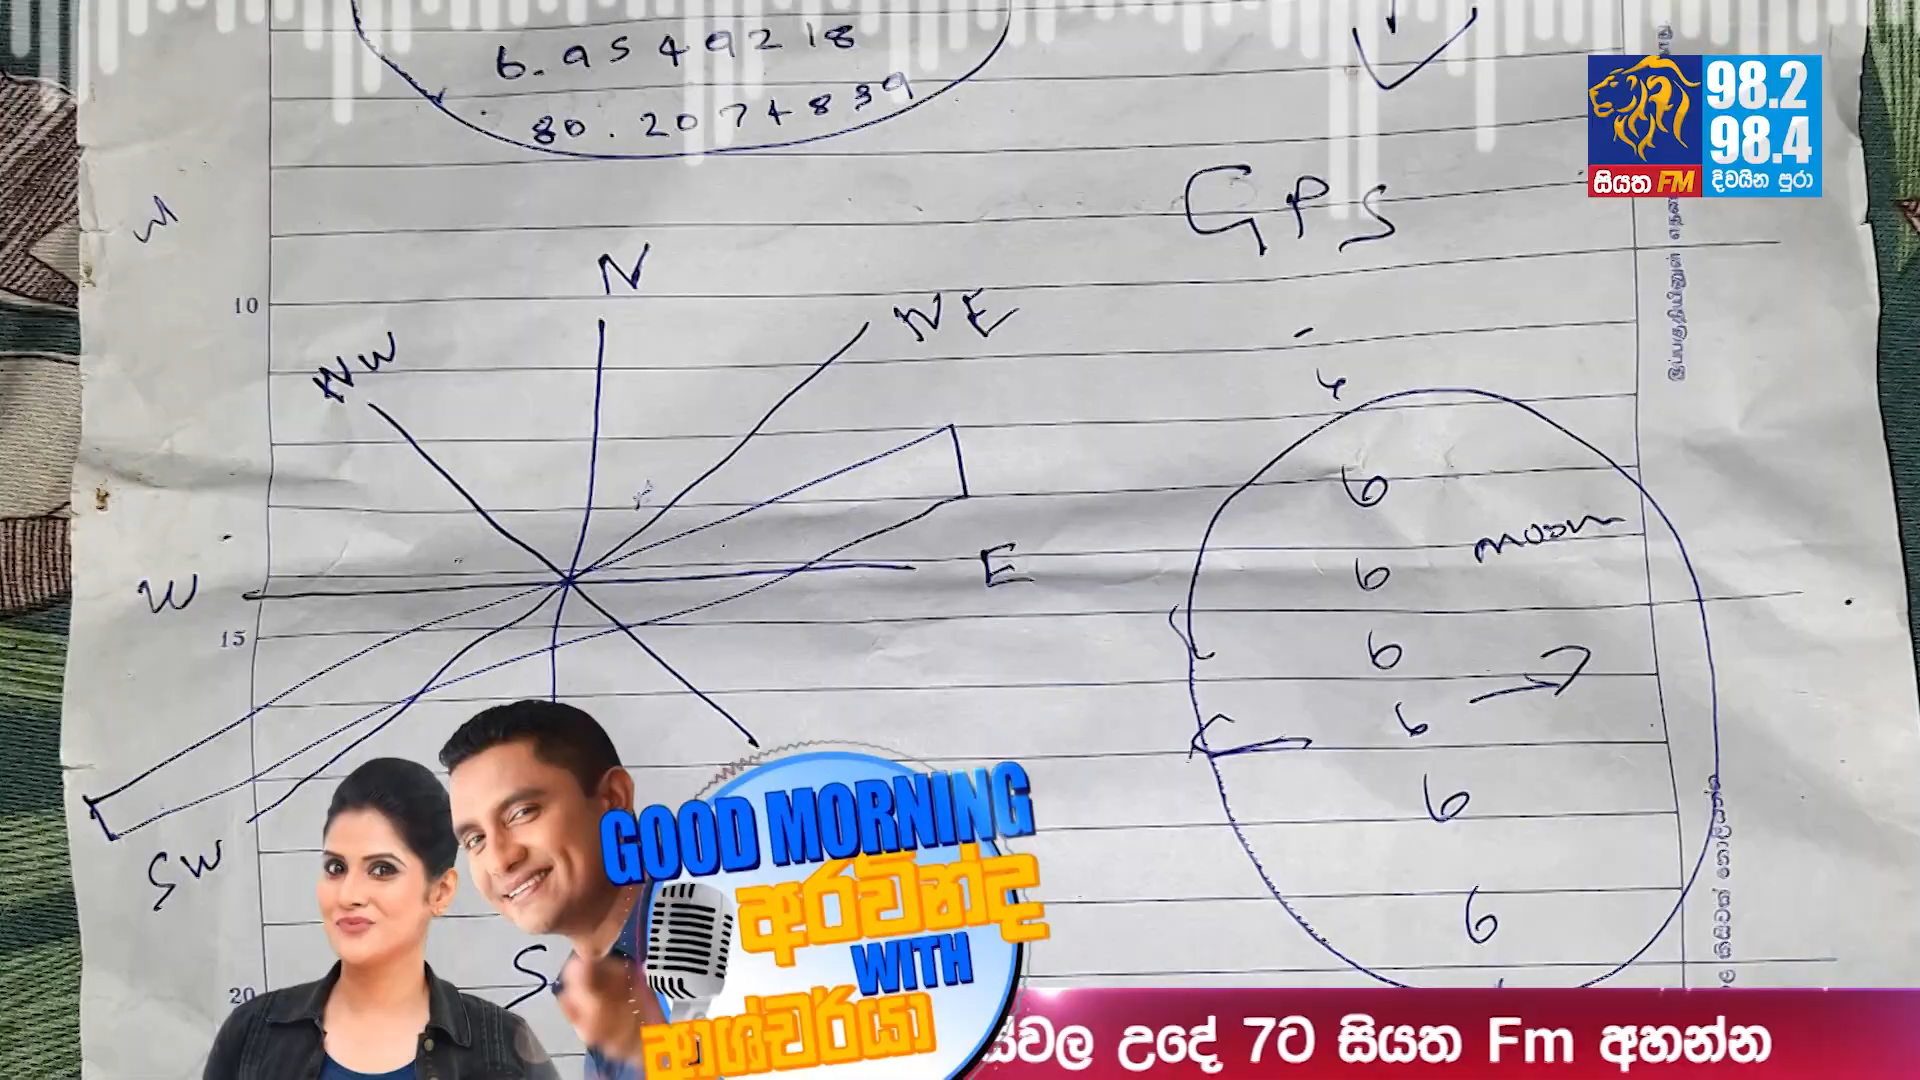 6.9549218
80.2074839
98.2
98.4
සියත FM
දිවයින පුරා
GPS
N
NE
10
NW
6
moon
6
E
W
15
6
6
6
SW
6
S
20
GOOD MORNING
අරවින්ද
WITH
ආශ්චර්යා
උදේ 7ට සියත Fm අහන්න